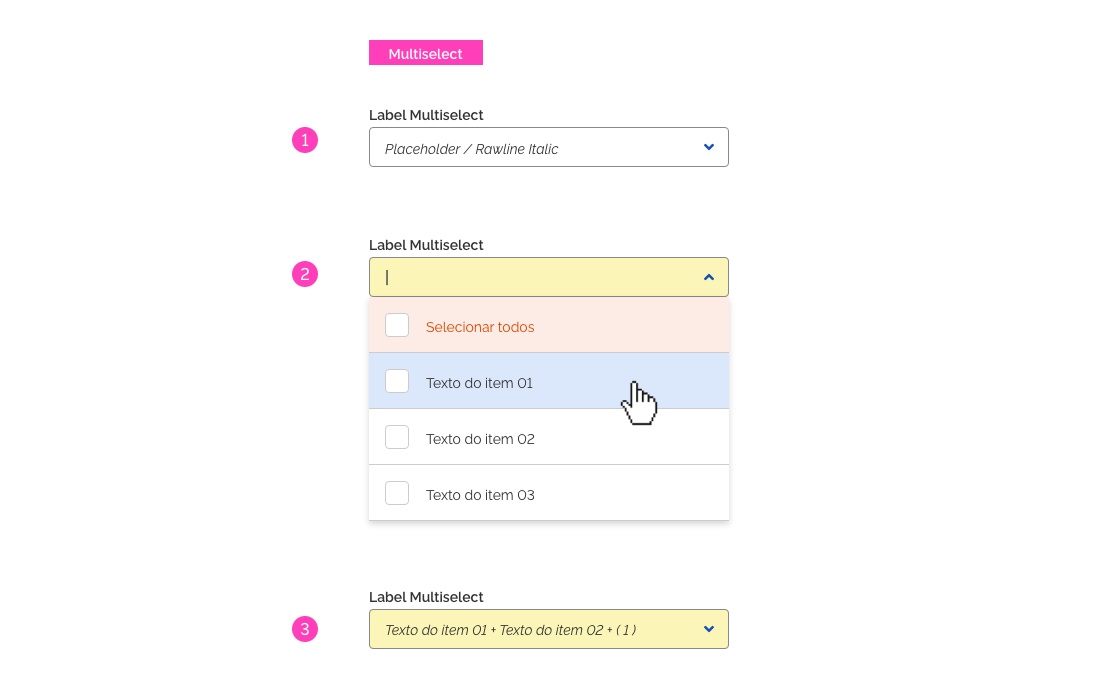 Multiselect
Label Multiselect
1
Placeholder / Rawline Italic
Label Multiselect
2
Selecionar todos
Texto do item 01
Texto do item 02
Texto do item 03
Label Multiselect
3
Texto do item 01 + Texto do item 02 + ( 1 )